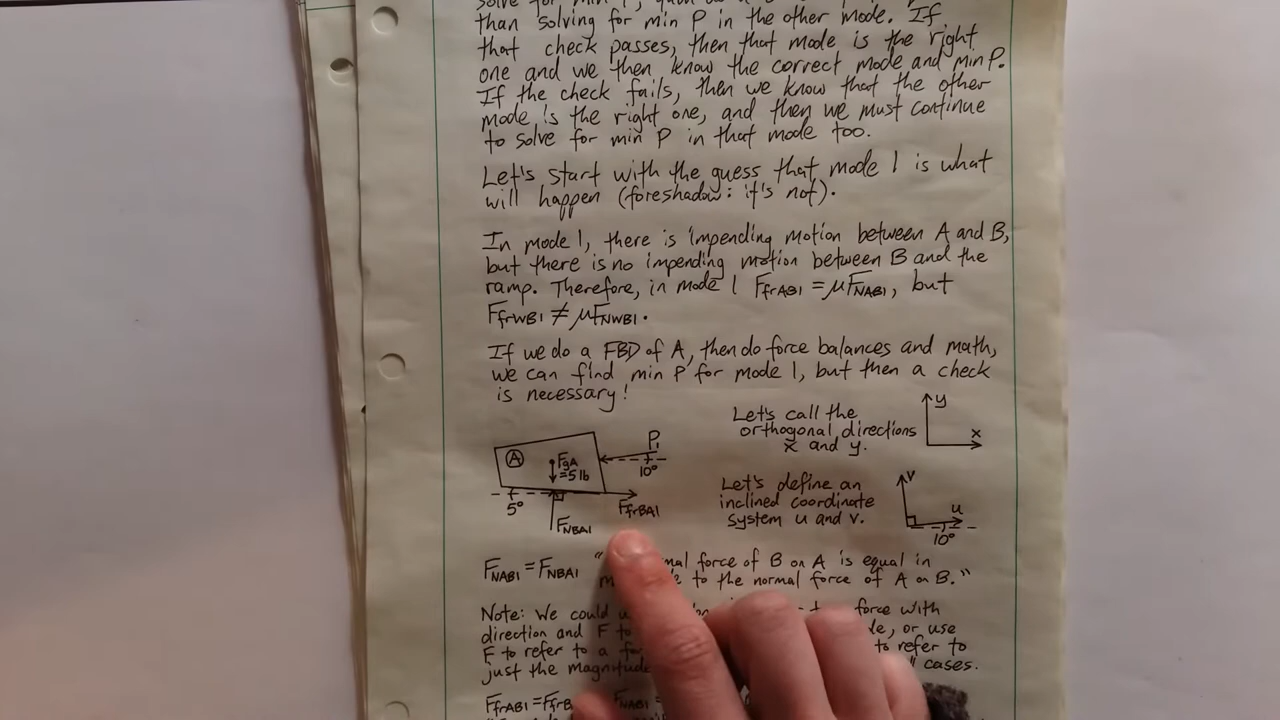 solve for min P,
than solving for min P in the other mode. If
that check passes, then that mode is the right
one and we then know the correct mode and min P.
If the check fails, then we know that the other
mode is the right one, and then we must continue
to solve for min P in that mode too.
Let's start with the guess that mode 1 is what
will happen (foreshadow: it's not).
In mode 1, there is impending motion between A and B,
but there is no impending motion between B and the
ramp. Therefore, in mode 1 FfrAB1 = μFNAB1, but
FfrWB1 ≠ μFNWB1.
If we do a FBD of A, then do force balances and math,
we can find min P for mode 1, but then a check
is necessary!
A
FgA
=5 lb
P1
10°
5°
FNBA1
FfrBA1
Let's call the
orthogonal directions
x and y.
y
x
Let's define an
inclined coordinate
system u and v.
v
u
10°
FNAB1 = FNBA1 "
mal force of B on A is equal in
to the normal force of A on B."
Note: We could
force with
direction and F
or use
F to refer to a
to refer to
just the magnitude
cases.
FfrAB1 =
FNAB1 =